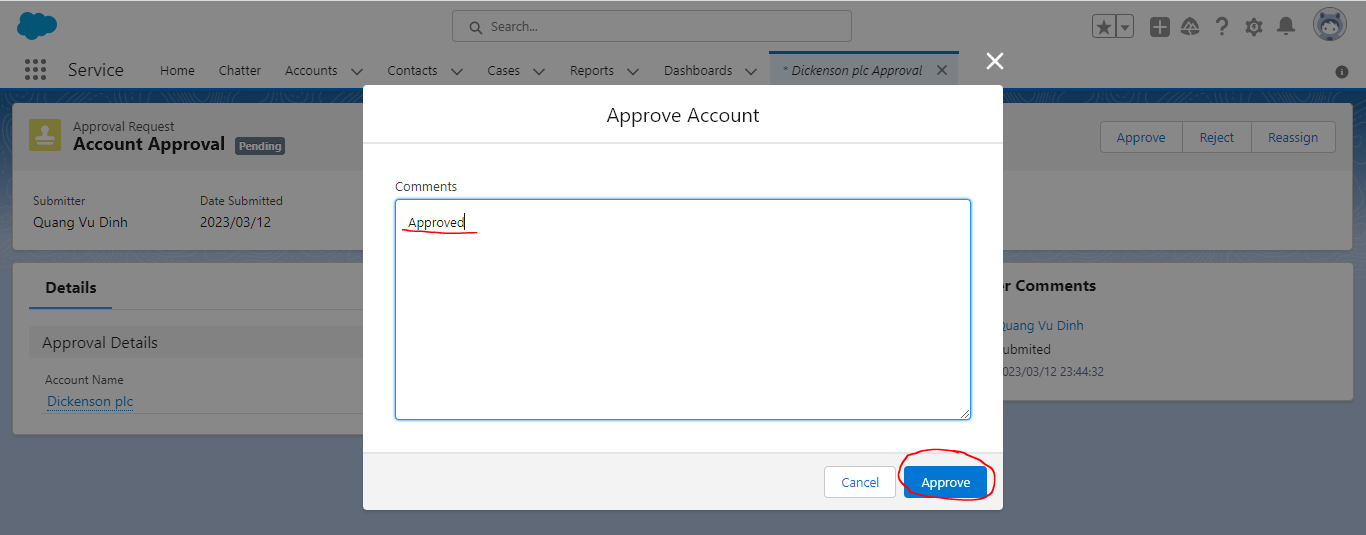 Search...
Service
Home
Chatter
Accounts
Contacts
Cases
Reports
Dashboards
* Dickenson plc Approval
Approve Account
Approval Request
Account Approval
Pending
Approve
Reject
Reassign
Submitter
Date Submitted
Quang Vu Dinh
2023/03/12
Comments
Approved
Details
Approval Details
Account Name
Dickenson plc
er Comments
Quang Vu Dinh
ubmited
023/03/12 23:44:32
Cancel
Approve